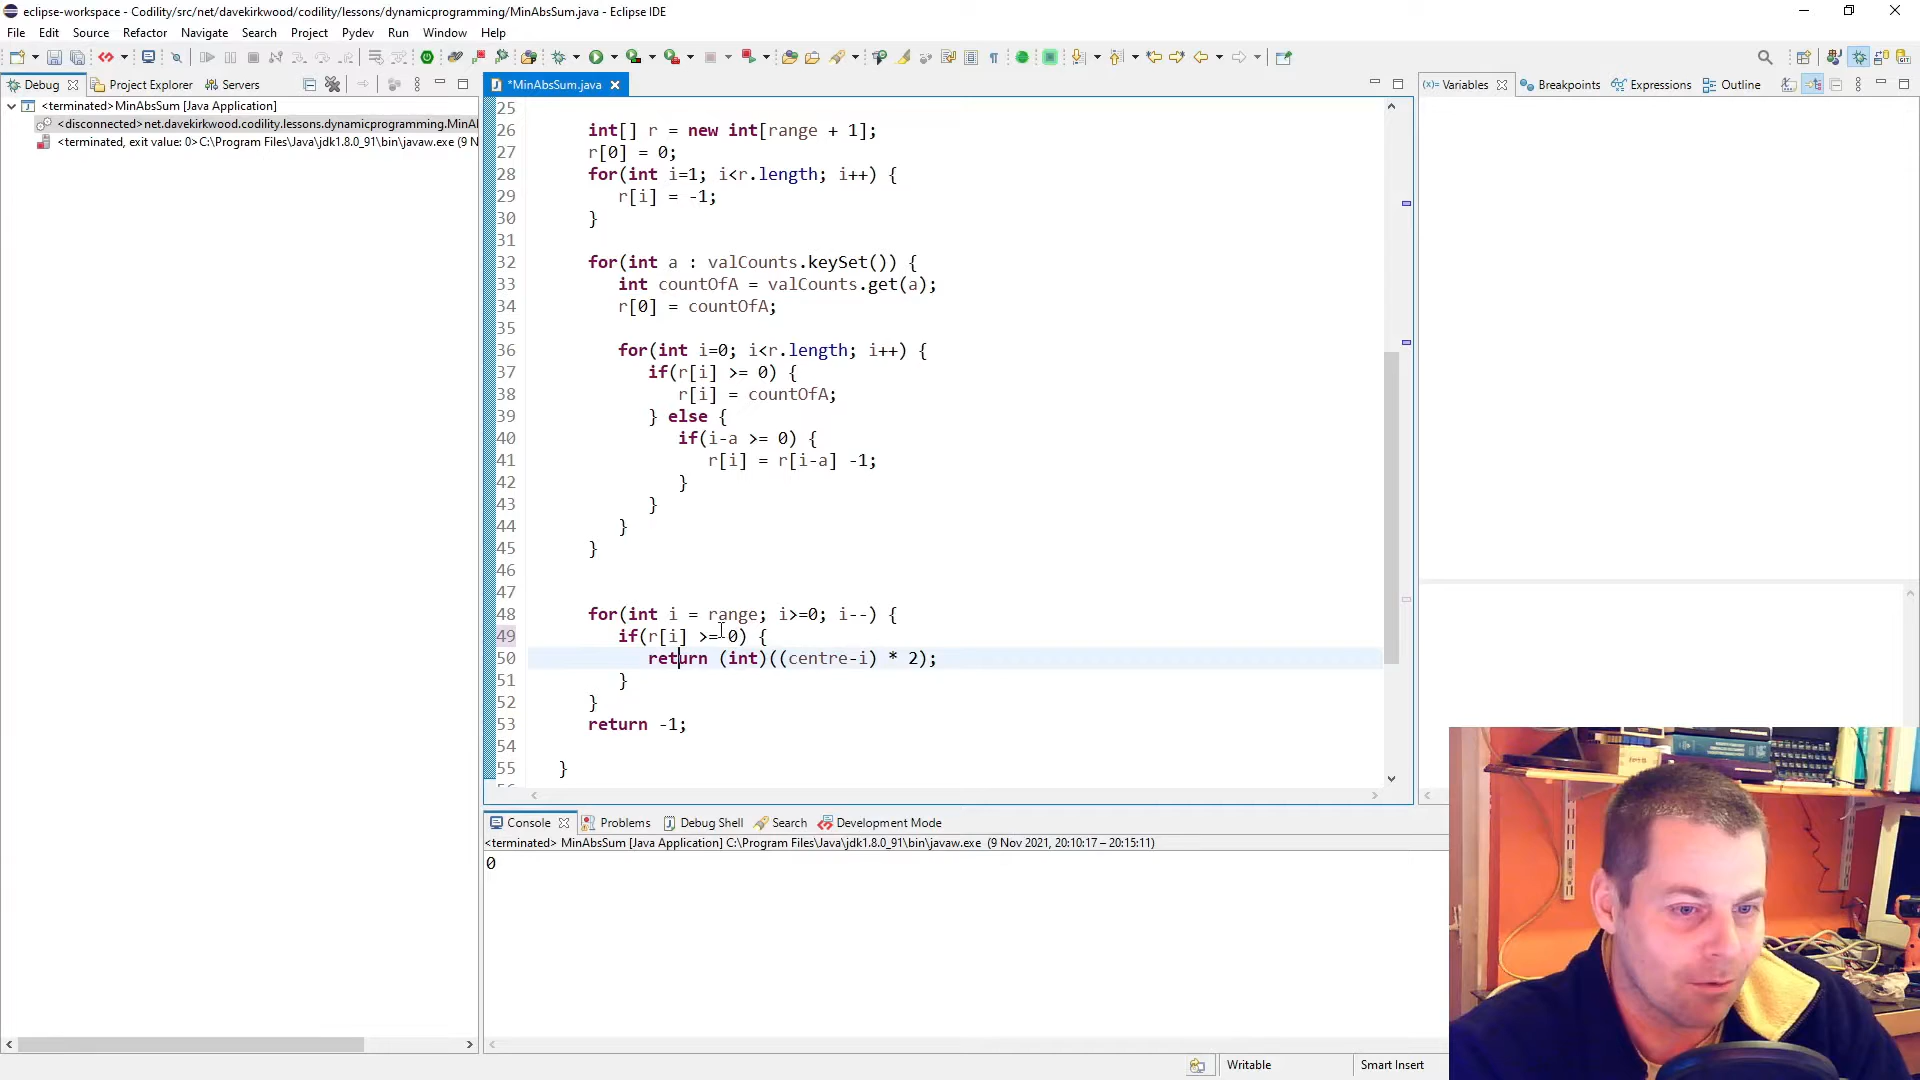 eclipse-workspace - Codility/src/net/davekirkwood/codility/lessons/dynamicprogramming/MinAbsSum.java - Eclipse IDE
File Edit Source Refactor Navigate Search Project Pydev Run Window Help
Debug Project Explorer Servers
<terminated>MinAbsSum [Java Application]
<disconnected>net.davekirkwood.codility.lessons.dynamicprogramming.MinAl
<terminated, exit value: 0>C:\Program Files\Java\jdk1.8.0_91\bin\javaw.exe (9 N
*MinAbsSum.java
25
26 int[] r = new int[range + 1];
27 r[0] = 0;
28 for(int i=1; i<r.length; i++) {
29 r[i] = -1;
30 }
31
32 for(int a : valCounts.keySet()) {
33 int countOfA = valCounts.get(a);
34 r[0] = countOfA;
35
36 for(int i=0; i<r.length; i++) {
37 if(r[i] >= 0) {
38 r[i] = countOfA;
39 } else {
40 if(i-a >= 0) {
41 r[i] = r[i-a] -1;
42 }
43 }
44 }
45 }
46
47
48 for(int i = range; i>=0; i--) {
49 if(r[i] >= 0) {
50 return (int)((centre-i) * 2);
51 }
52 }
53 return -1;
54
55 }
(x)= Variables Breakpoints Expressions Outline
Console Problems Debug Shell Search Development Mode
<terminated> MinAbsSum [Java Application] C:\Program Files\Java\jdk1.8.0_91\bin\javaw.exe (9 Nov 2021, 20:10:17 – 20:15:11)
0
Writable Smart Insert